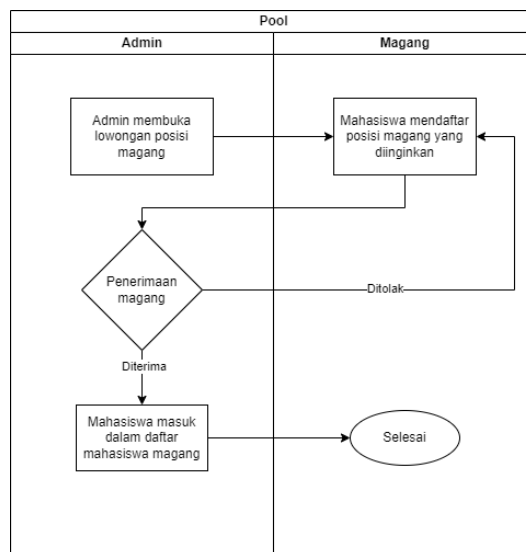 Pool
Admin
Magang
Admin membuka
lowongan posisi
magang
Mahasiswa mendaftar
posisi magang yang
diinginkan
Penerimaan
magang
Ditolak
Diterima
Mahasiswa masuk
dalam daftar
mahasiswa magang
Selesai